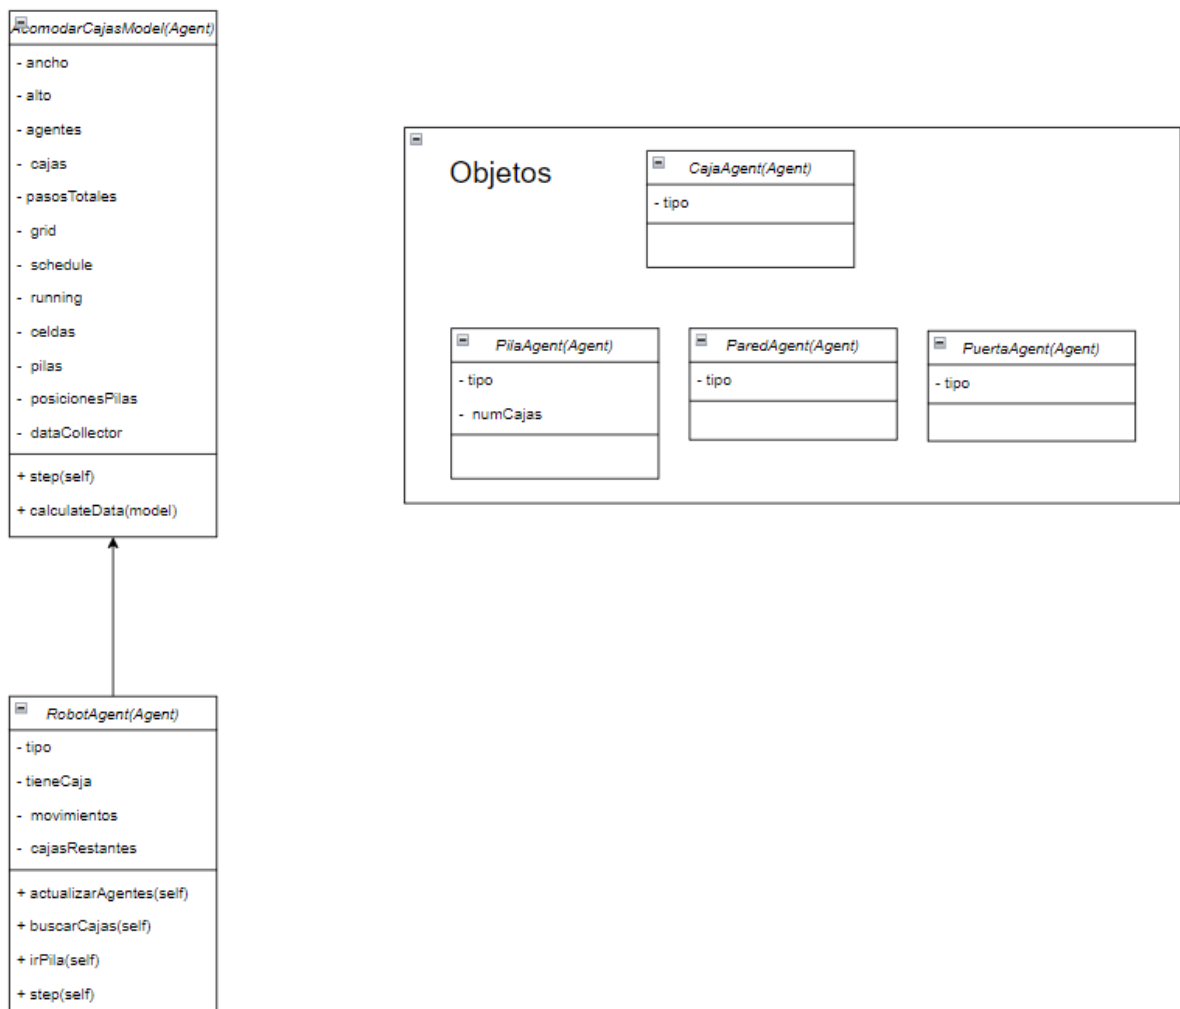 AcomodarCajasModel(Agent)
- ancho
- alto
- agentes
- cajas
- pasosTotales
- grid
- schedule
- running
- celdas
- pilas
- posicionesPilas
- dataCollector
+ step(self)
+ calculateData(model)
RobotAgent(Agent)
- tipo
- tieneCaja
- movimientos
- cajasRestantes
+ actualizarAgentes(self)
+ buscarCajas(self)
+ irPila(self)
+ step(self)
Objetos
CajaAgent(Agent)
- tipo
PilaAgent(Agent)
- tipo
- numCajas
ParedAgent(Agent)
- tipo
PuertaAgent(Agent)
- tipo